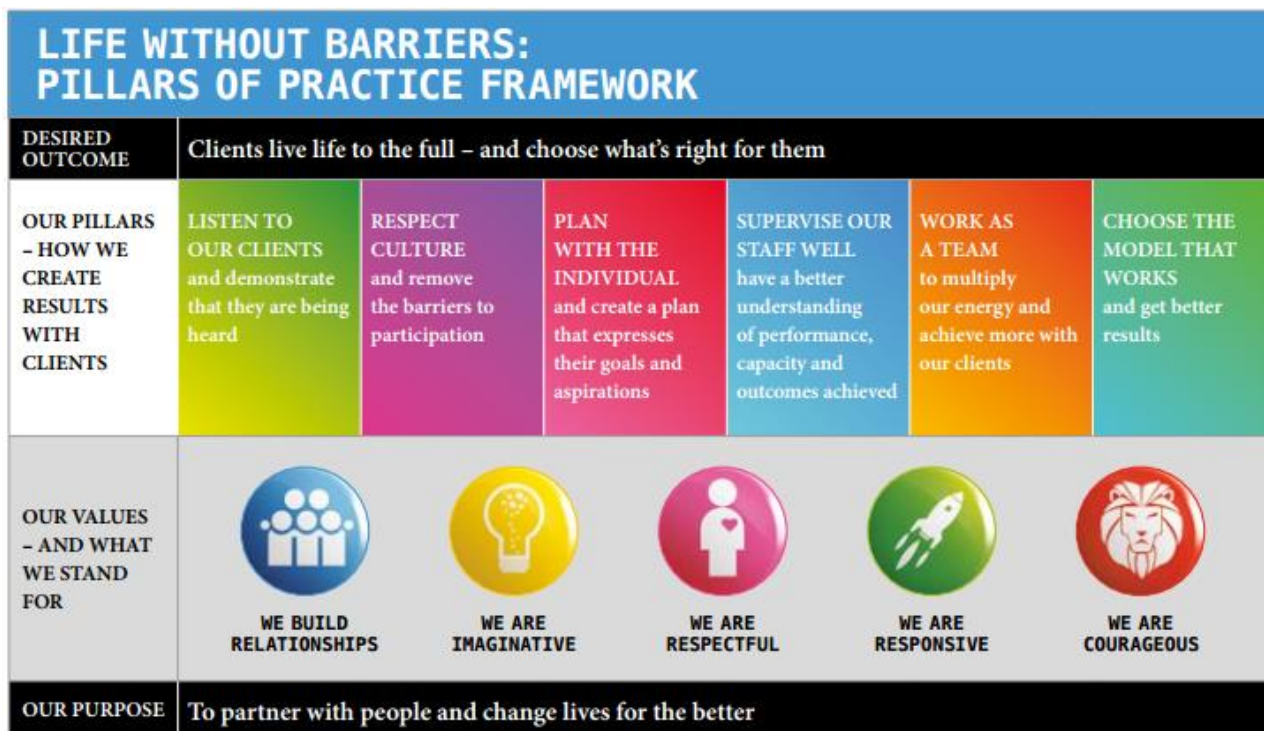 LIFE WITHOUT BARRIERS:
PILLARS OF PRACTICE FRAMEWORK
DESIRED
OUTCOME
Clients live life to the full – and choose what's right for them
OUR PILLARS
– HOW WE
CREATE
RESULTS
WITH
CLIENTS
LISTEN TO
OUR CLIENTS
and demonstrate
that they are being
heard
RESPECT
CULTURE
and remove
the barriers to
participation
PLAN
WITH THE
INDIVIDUAL
and create a plan
that expresses
their goals and
aspirations
SUPERVISE OUR
STAFF WELL
have a better
understanding
of performance,
capacity and
outcomes achieved
WORK AS
A TEAM
to multiply
our energy and
achieve more with
our clients
CHOOSE THE
MODEL THAT
WORKS
and get better
results
OUR VALUES
– AND WHAT
WE STAND
FOR
WE BUILD
RELATIONSHIPS
WE ARE
IMAGINATIVE
WE ARE
RESPECTFUL
WE ARE
RESPONSIVE
WE ARE
COURAGEOUS
OUR PURPOSE
To partner with people and change lives for the better